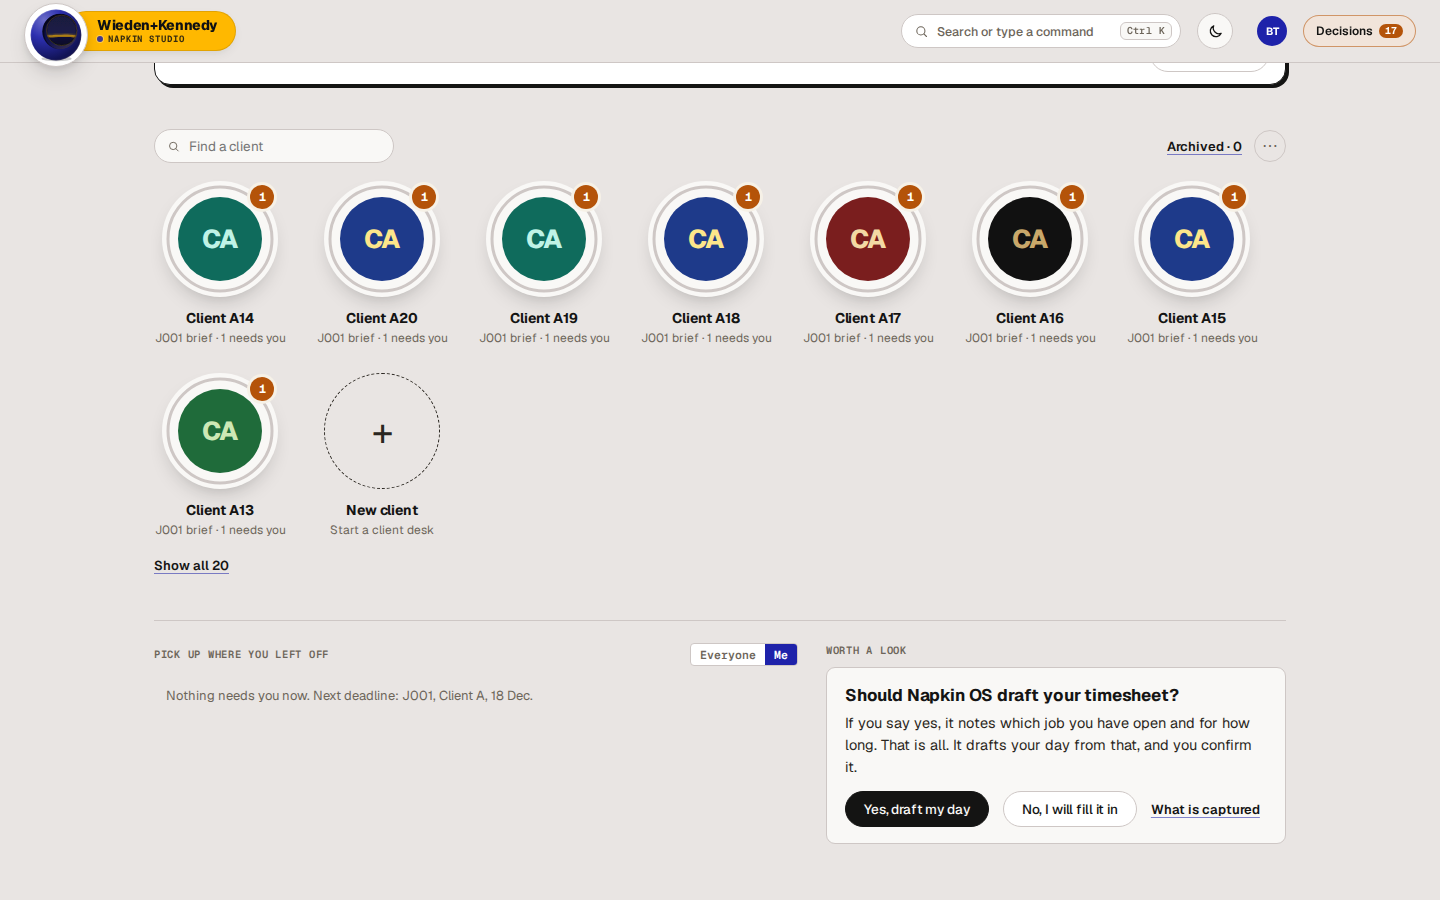 Wieden+Kennedy
NAPKIN STUDIO
Search or type a command
Ctrl K
BT
Decisions 17
Find a client
Archived · 0
CA 1
CA 1
CA 1
CA 1
CA 1
CA 1
CA 1
Client A14
Client A20
Client A19
Client A18
Client A17
Client A16
Client A15
J001 brief · 1 needs you
J001 brief · 1 needs you
J001 brief · 1 needs you
J001 brief · 1 needs you
J001 brief · 1 needs you
J001 brief · 1 needs you
J001 brief · 1 needs you
CA 1
+
Client A13
New client
J001 brief · 1 needs you
Start a client desk
Show all 20
PICK UP WHERE YOU LEFT OFF
Everyone Me
Nothing needs you now. Next deadline: J001, Client A, 18 Dec.
WORTH A LOOK
Should Napkin OS draft your timesheet?
If you say yes, it notes which job you have open and for how
long. That is all. It drafts your day from that, and you confirm
it.
Yes, draft my day
No, I will fill it in
What is captured